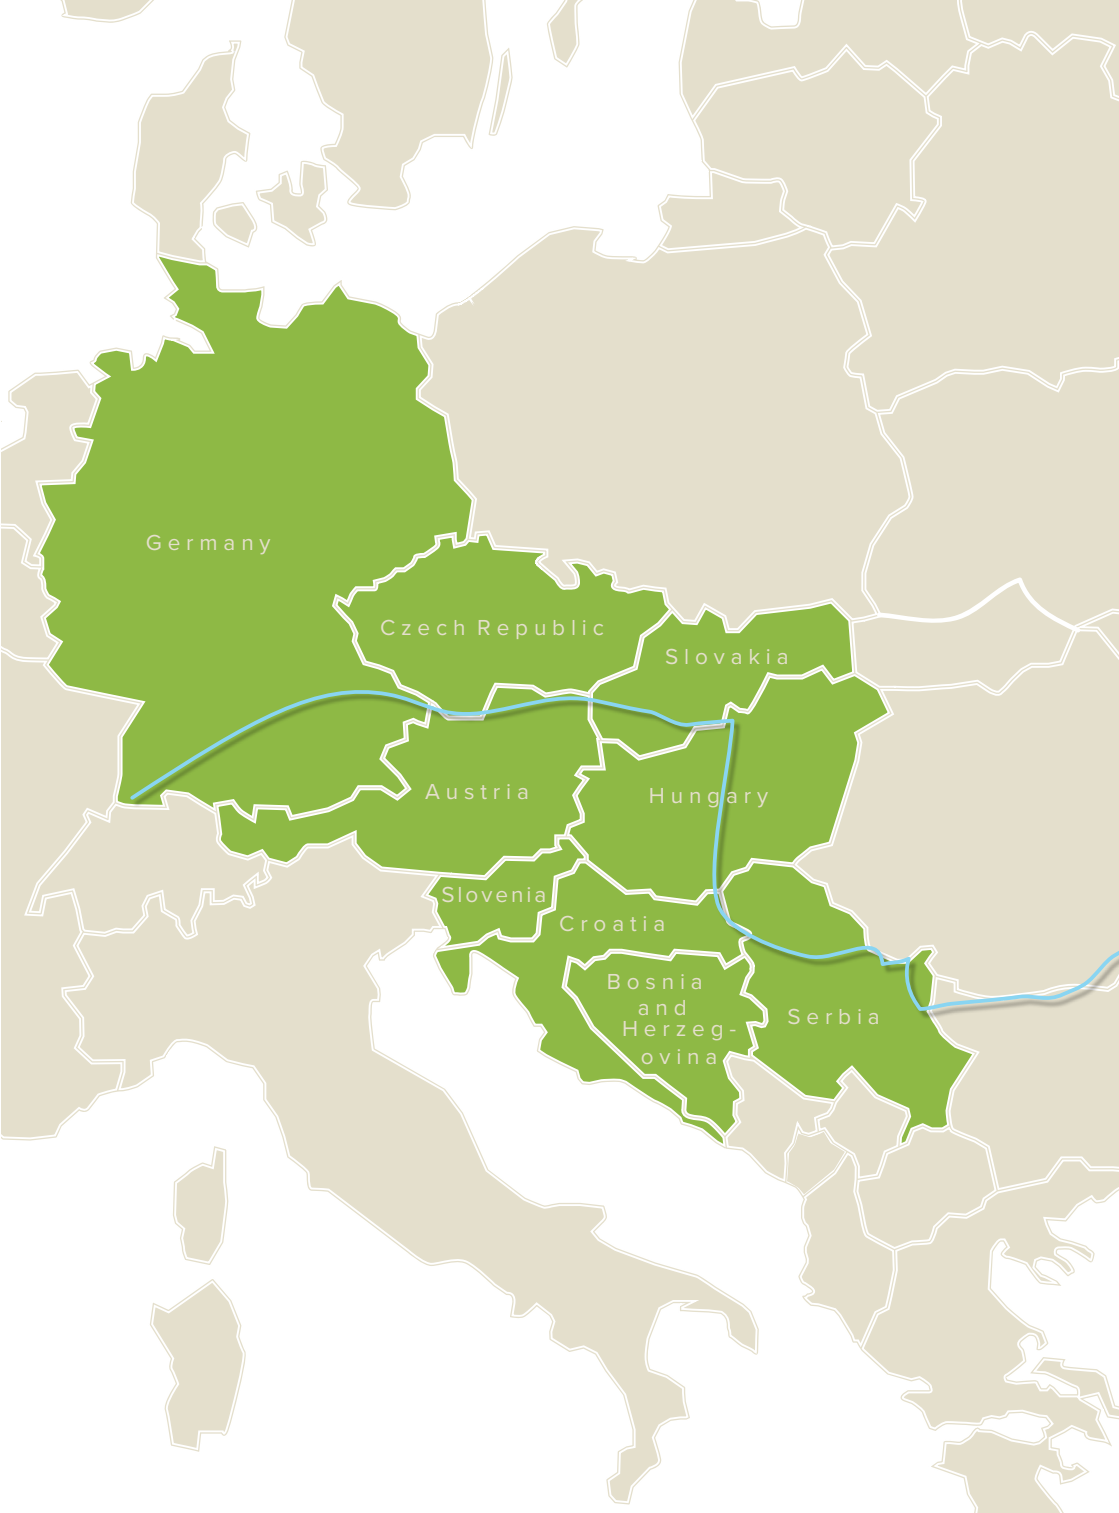 Germany
Czech Republic
Slovakia
Austria
Hungary
Slovenia
Croatia
Bosnia
and
Herzeg-
ovina
Serbia